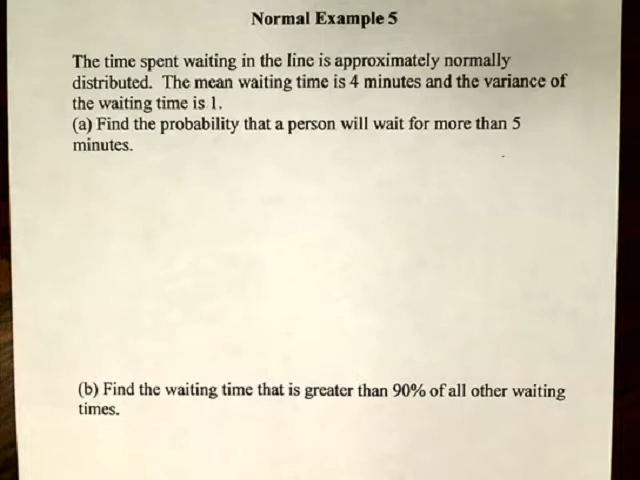 Normal Example 5
The time spent waiting in the line is approximately normally
distributed. The mean waiting time is 4 minutes and the variance of
the waiting time is 1.
(a) Find the probability that a person will wait for more than 5
minutes.
(b) Find the waiting time that is greater than 90% of all other waiting
times.